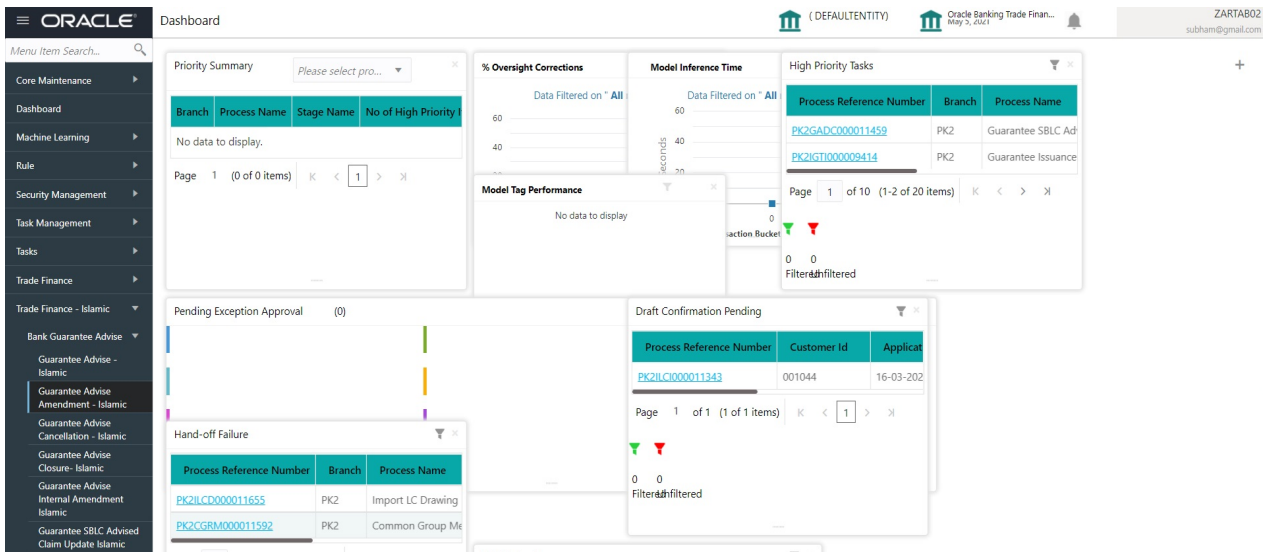 ORACLE
Dashboard
( DEFAULTENTITY)
Oracle Banking Trade Finan...
May 5, 2021
ZARTAB02
subham@gmail.com
Menu Item Search...
Core Maintenance
Dashboard
Machine Learning
Rule
Security Management
Task Management
Tasks
Trade Finance
Trade Finance - Islamic
Bank Guarantee Advise
Guarantee Advise -
Islamic
Guarantee Advise
Amendment - Islamic
Guarantee Advise
Cancellation - Islamic
Guarantee Advise
Closure- Islamic
Guarantee Advise
Internal Amendment
Islamic
Guarantee SBLC Advised
Claim Update Islamic
Priority Summary
Please select pro...
Branch Process Name Stage Name No of High Priority
No data to display.
Page 1 (0 of 0 items) 1
% Oversight Corrections
Data Filtered on " All
60
40
Model Inference Time
Data Filtered on " All
60
40
20
Seconds
0
Model Tag Performance
No data to display
High Priority Tasks
Process Reference Number Branch Process Name
PK2GADC000011459 PK2 Guarantee SBLC Ad
PK2IGTI000009414 PK2 Guarantee Issuance
Page 1 of 10 (1-2 of 20 items)
0 0
Filtered Unfiltered
Pending Exception Approval (0)
Draft Confirmation Pending
Process Reference Number Customer Id Applicat
PK2ILCI000011343 001044 16-03-202
Page 1 of 1 (1 of 1 items) 1
0 0
Filtered Unfiltered
Hand-off Failure
Process Reference Number Branch Process Name
PK2ILCD000011655 PK2 Import LC Drawing
PK2CGRM000011592 PK2 Common Group Me